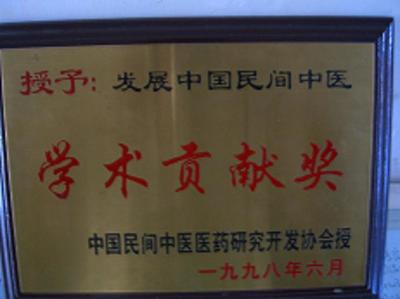 授予:发展中国民间中医
学术贡献奖
中国民间中医医药研究开发协会授
一九九八年六月